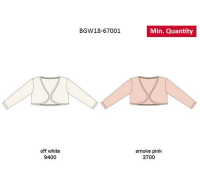 BGW18-67001
Min. Quantity
off white
9400
smoke pink
3700